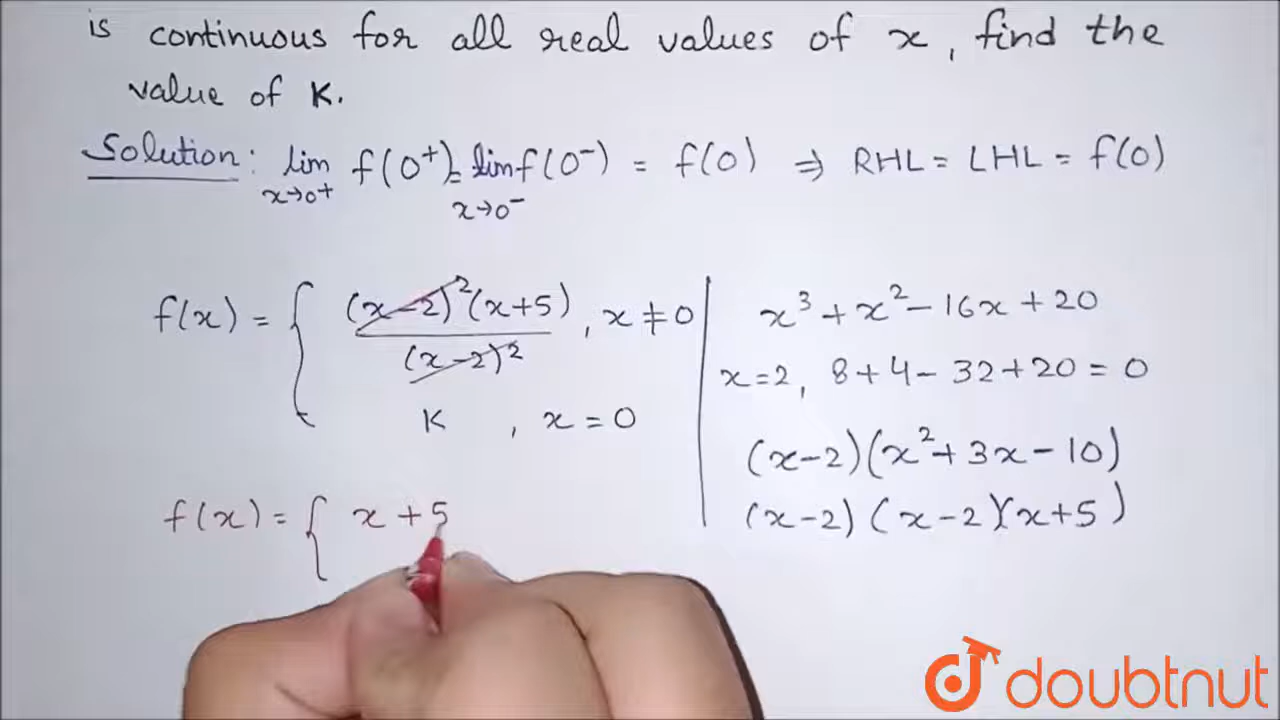 is continuous for all real values of x, find the
value of K.
Solution: lim x→0⁺ f(0⁺) = lim x→0⁻ f(0⁻) = f(0) ⇒ RHL = LHL = f(0)
f(x) = { (x-2)²(x+5) / (x-2)² , x ≠ 0
K , x = 0
f(x) = { x+5
x³ + x² - 16x + 20
x=2, 8+4-32+20 = 0
(x-2)(x²+3x-10)
(x-2)(x-2)(x+5)
doubtnut